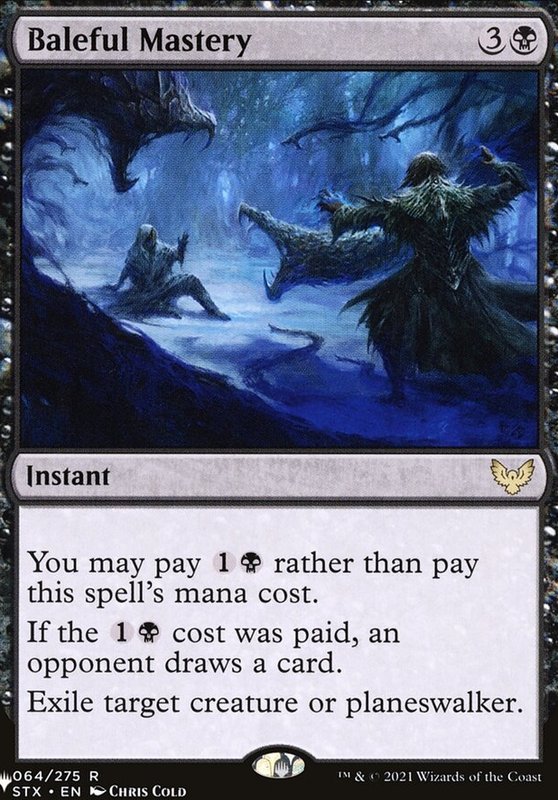 Baleful Mastery 3
Instant
You may pay 1 rather than pay
this spell's mana cost.
If the 1 cost was paid, an
opponent draws a card.
Exile target creature or planeswalker.
064/275 R
STX • EN Chris Cold
™ & © 2021 Wizards of the Coast